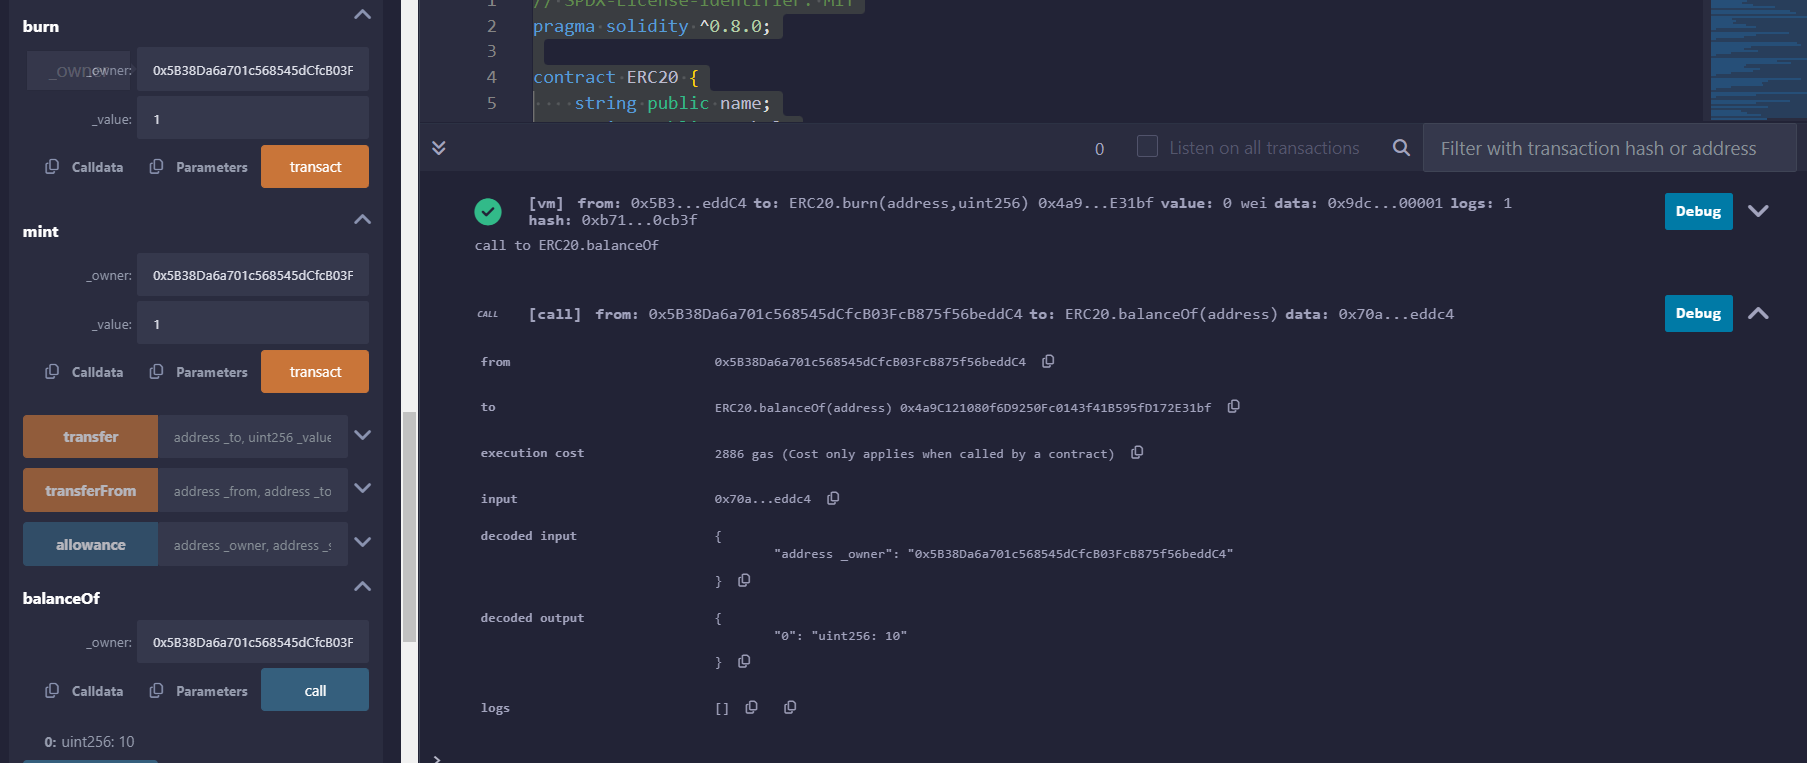 burn
_owner:
_owner:
0x5B38Da6a701c568545dCfcB03F
_value:
1
Calldata
Parameters
transact
mint
_owner:
0x5B38Da6a701c568545dCfcB03F
_value:
1
Calldata
Parameters
transact
transfer
address _to, uint256 _value
transferFrom
address _from, address _to
allowance
address _owner, address _s
balanceOf
_owner:
0x5B38Da6a701c568545dCfcB03F
Calldata
Parameters
call
0: uint256: 10
1 // SPDX-License-Identifier: MIT
2 pragma solidity ^0.8.0;
3
4 contract ERC20 {
5 string public name;
0
Listen on all transactions
Filter with transaction hash or address
[vm] from: 0x5B3...eddC4 to: ERC20.burn(address,uint256) 0x4a9...E31bf value: 0 wei data: 0x9dc...00001 logs: 1
hash: 0xb71...0cb3f
Debug
call to ERC20.balanceOf
CALL
[call] from: 0x5B38Da6a701c568545dCfcB03FcB875f56beddC4 to: ERC20.balanceOf(address) data: 0x70a...eddc4
Debug
from 0x5B38Da6a701c568545dCfcB03FcB875f56beddC4
to ERC20.balanceOf(address) 0x4a9C121080f6D9250Fc0143f41B595fD172E31bf
execution cost 2886 gas (Cost only applies when called by a contract)
input 0x70a...eddc4
decoded input {
"address _owner": "0x5B38Da6a701c568545dCfcB03FcB875f56beddC4"
}
decoded output {
"0": "uint256: 10"
}
logs []
>